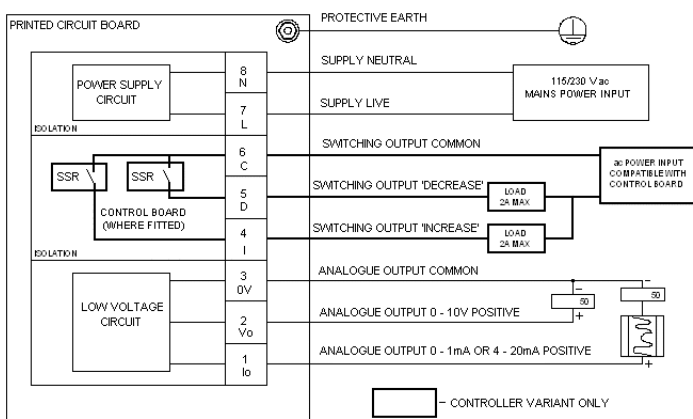 PRINTED CIRCUIT BOARD
PROTECTIVE EARTH
POWER SUPPLY
CIRCUIT
8
N
SUPPLY NEUTRAL
7
L
SUPPLY LIVE
115/230 Vac
MAINS POWER INPUT
ISOLATION
SSR
SSR
CONTROL BOARD
(WHERE FITTED)
6
C
SWITCHING OUTPUT COMMON
5
D
SWITCHING OUTPUT 'DECREASE'
LOAD
2A MAX
4
I
SWITCHING OUTPUT 'INCREASE'
LOAD
2A MAX
ac POWER INPUT
COMPATIBLE WITH
CONTROL BOARD
ISOLATION
LOW VOLTAGE
CIRCUIT
3
0V
ANALOGUE OUTPUT COMMON
2
Vo
ANALOGUE OUTPUT 0 - 10V POSITIVE
1
Io
ANALOGUE OUTPUT 0 - 1mA OR 4 - 20mA POSITIVE
−
50
+
−
50
+
− CONTROLLER VARIANT ONLY